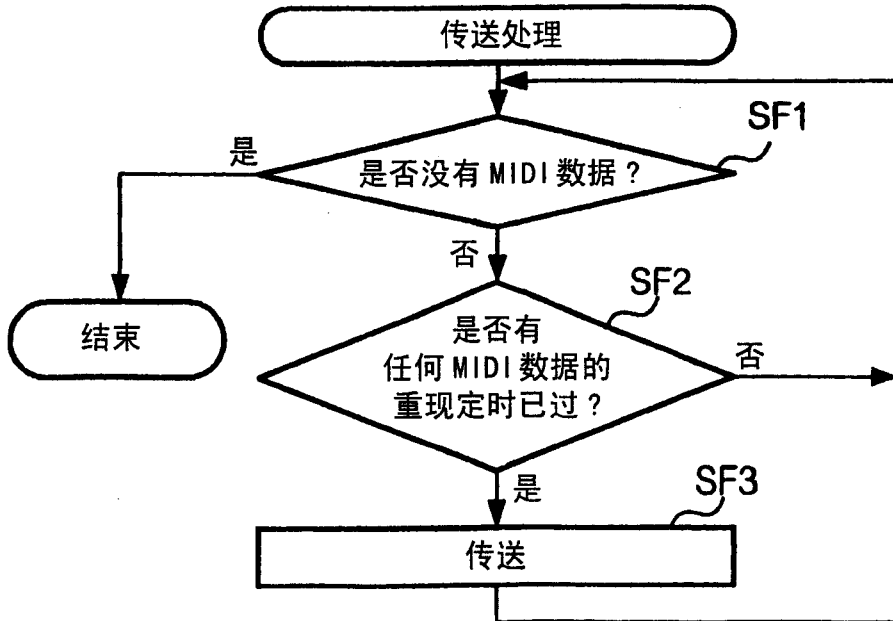 传送处理
SF1
是
是否没有 MIDI 数据？
否
SF2
结束
是否有
任何 MIDI 数据的
重现定时已过？
否
是
SF3
传送